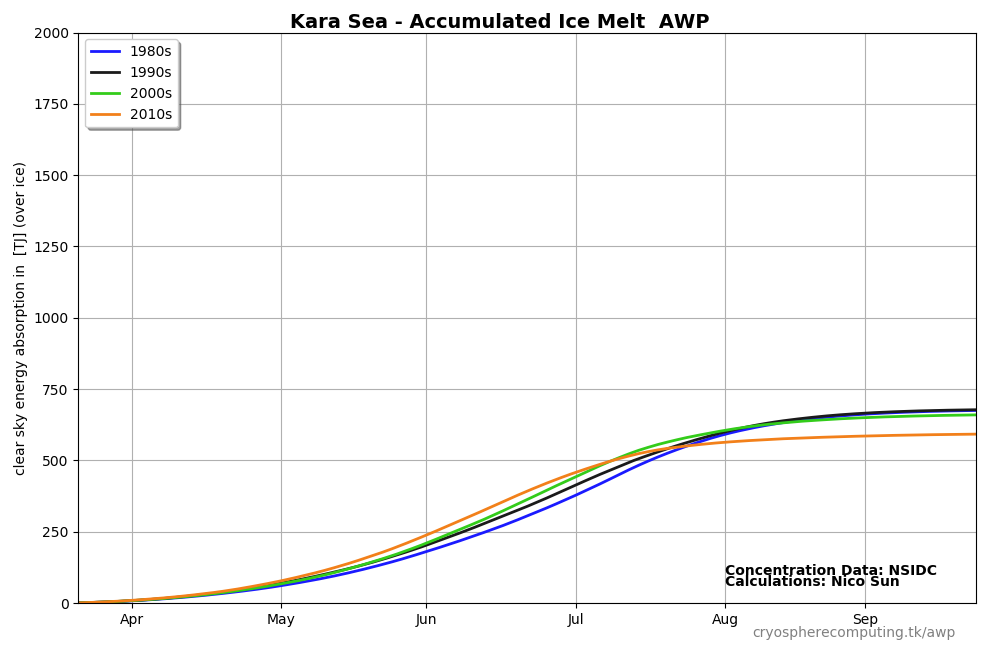 Kara Sea - Accumulated Ice Melt  AWP
2000
1750
1500
1250
1000
750
500
250
0
clear sky energy absorption in  [TJ] (over ice)
1980s
1990s
2000s
2010s
Concentration Data: NSIDC
Calculations: Nico Sun
Apr
May
Jun
Jul
Aug
Sep
cryospherecomputing.tk/awp